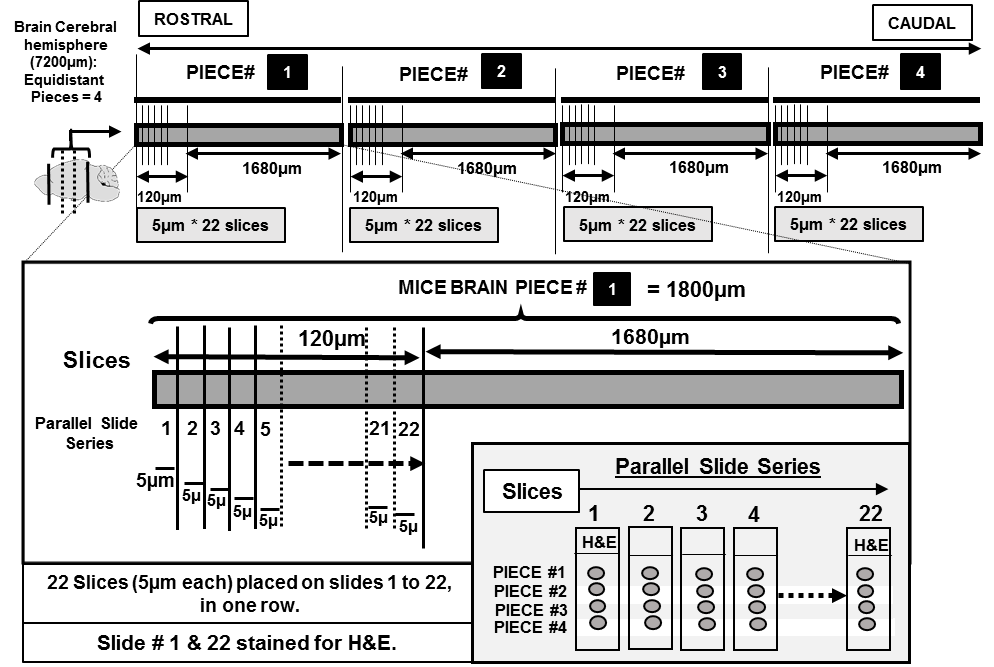 ROSTRAL
CAUDAL
Brain Cerebral
hemisphere
(7200µm):
Equidistant
Pieces = 4
PIECE# 1
PIECE# 2
PIECE# 3
PIECE# 4
1680µm
1680µm
1680µm
1680µm
120µm
120µm
120µm
120µm
5µm * 22 slices
5µm * 22 slices
5µm * 22 slices
5µm * 22 slices
MICE BRAIN PIECE # 1 = 1800µm
120µm
1680µm
Slices
Parallel Slide
Series
1 2 3 4 5 21 22
5µm 5µ 5µ 5µ 5µ 5µ 5µ
Parallel Slide Series
Slices
1 2 3 4 22
H&E H&E
PIECE #1
PIECE #2
PIECE #3
PIECE #4
22 Slices (5µm each) placed on slides 1 to 22,
in one row.
Slide # 1 & 22 stained for H&E.